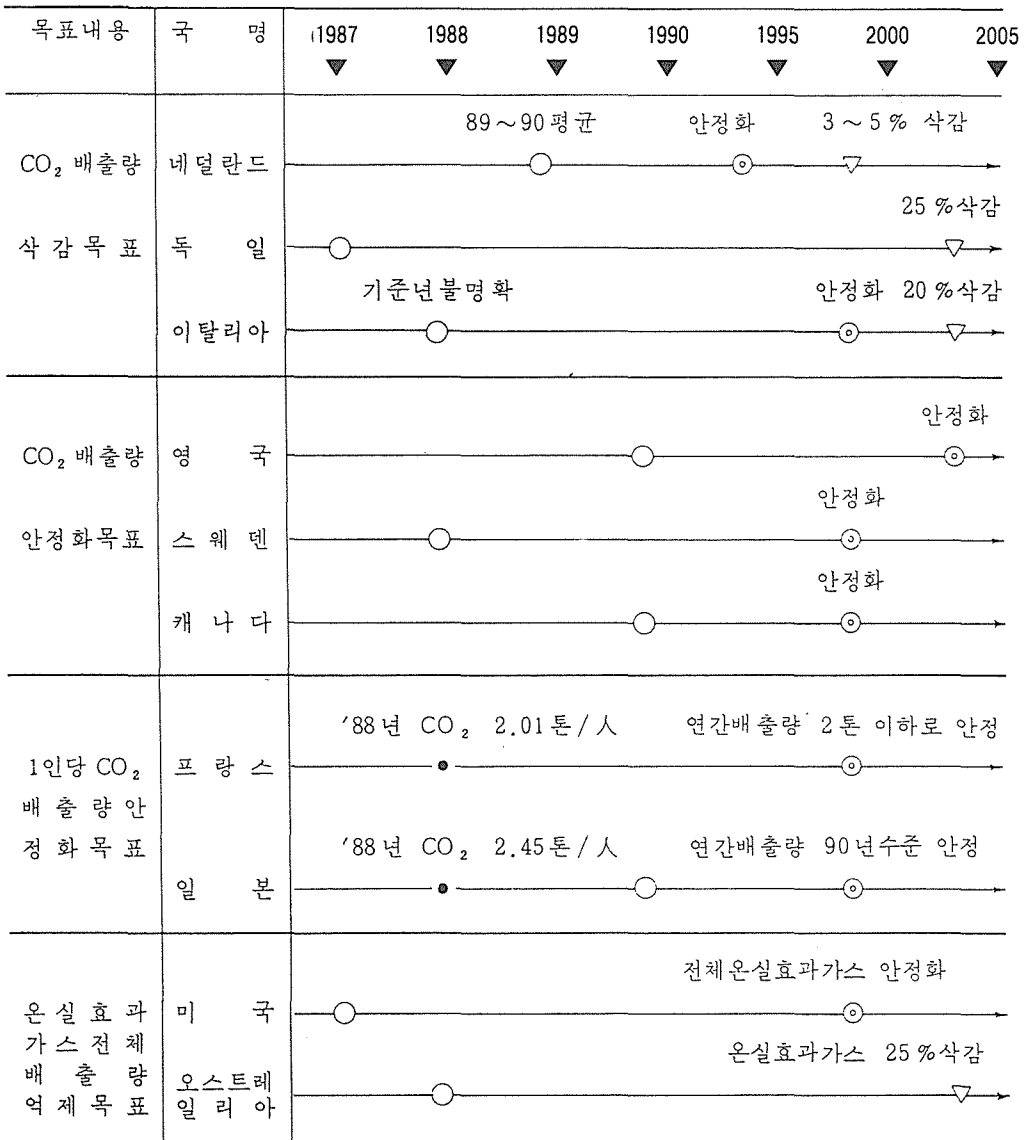 목표내용 국 명 1987 1988 1989 1990 1995 2000 2005
89~90평균 안정화 3~5% 삭감
CO₂ 배출량 네덜란드
25%삭감
삭감목표 독 일
기준년불명확 안정화 20%삭감
이탈리아
안정화
CO₂ 배출량 영 국
안정화
안정화목표 스웨덴
안정화
캐나다
'88년 CO₂ 2.01톤/人 연간배출량 2톤 이하로 안정
1인당 CO₂ 프랑스
배출량안
정화목표 '88년 CO₂ 2.45톤/人 연간배출량 90년수준 안정
일 본
전체온실효과가스 안정화
온실효과 미 국
가스전체
온실효과가스 25%삭감
배출량 오스트레
억제목표 일리아